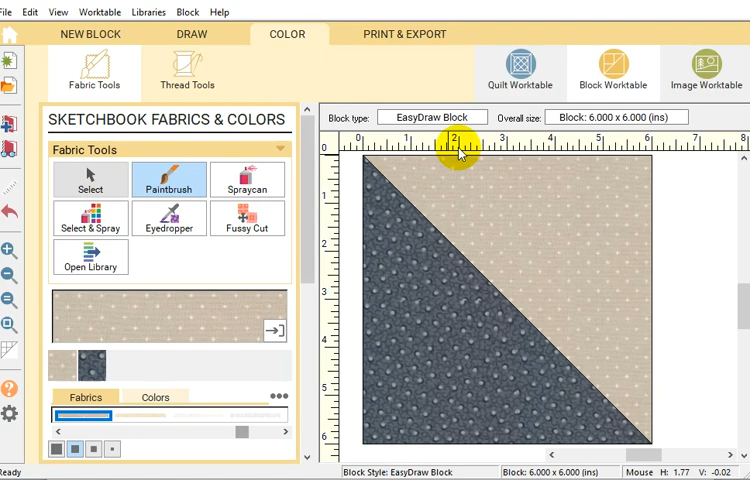 File Edit View Worktable Libraries Block Help
NEW BLOCK DRAW COLOR PRINT & EXPORT
Fabric Tools Thread Tools Quilt Worktable Block Worktable Image Worktable
SKETCHBOOK FABRICS & COLORS
Block type: EasyDraw Block Overall size: Block: 6.000 x 6.000 (ins)
0 0 1 2 3 4 5 6 7 8
Fabric Tools
Select Paintbrush Spraycan
Select & Spray Eyedropper Fussy Cut
Open Library
1
2
3
4
5
6
Fabrics Colors
Ready Block Style: EasyDraw Block Block: 6.000 x 6.000 (ins) Mouse H: 1.77 V: -0.02